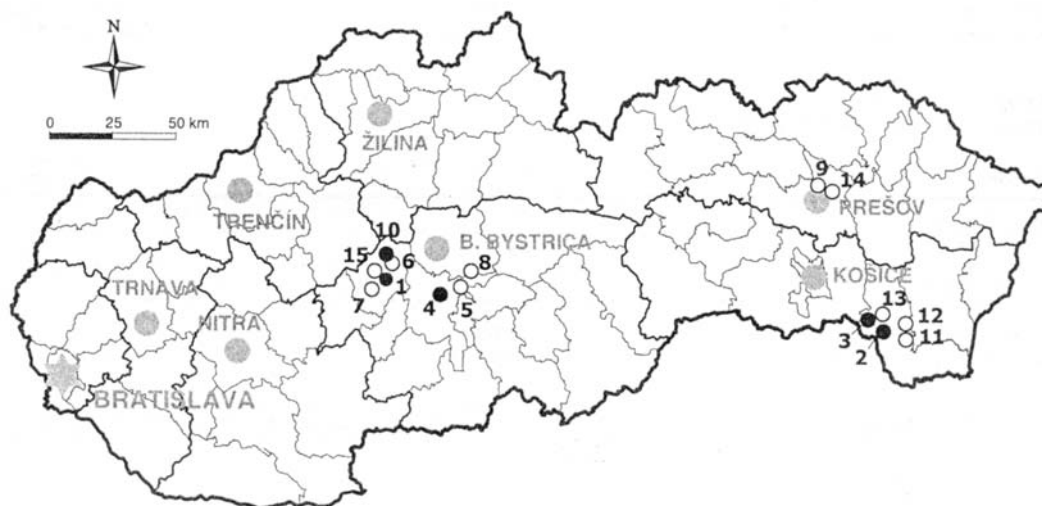 N
0 25 50 km
ŽILINA
TRENČÍN
B. BYSTRICA
TRNAVA
NITRA
BRATISLAVA
PREŠOV
KOŠICE
10
15
6
1
7
4
5
8
9
14
13
12
11
3
2